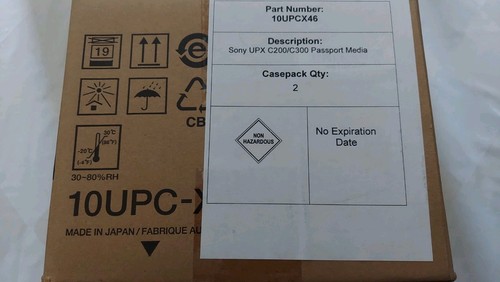 Part Number:
10UPCX46
Description:
Sony UPX C200/C300 Passport Media
Casepack Qty:
2
NON
HAZARDOUS
No Expiration
Date
19
e
CB
30°C
(86°F)
-20°C
(-4°F)
30-80%RH
10UPC-X
MADE IN JAPAN / FABRIQUE AU